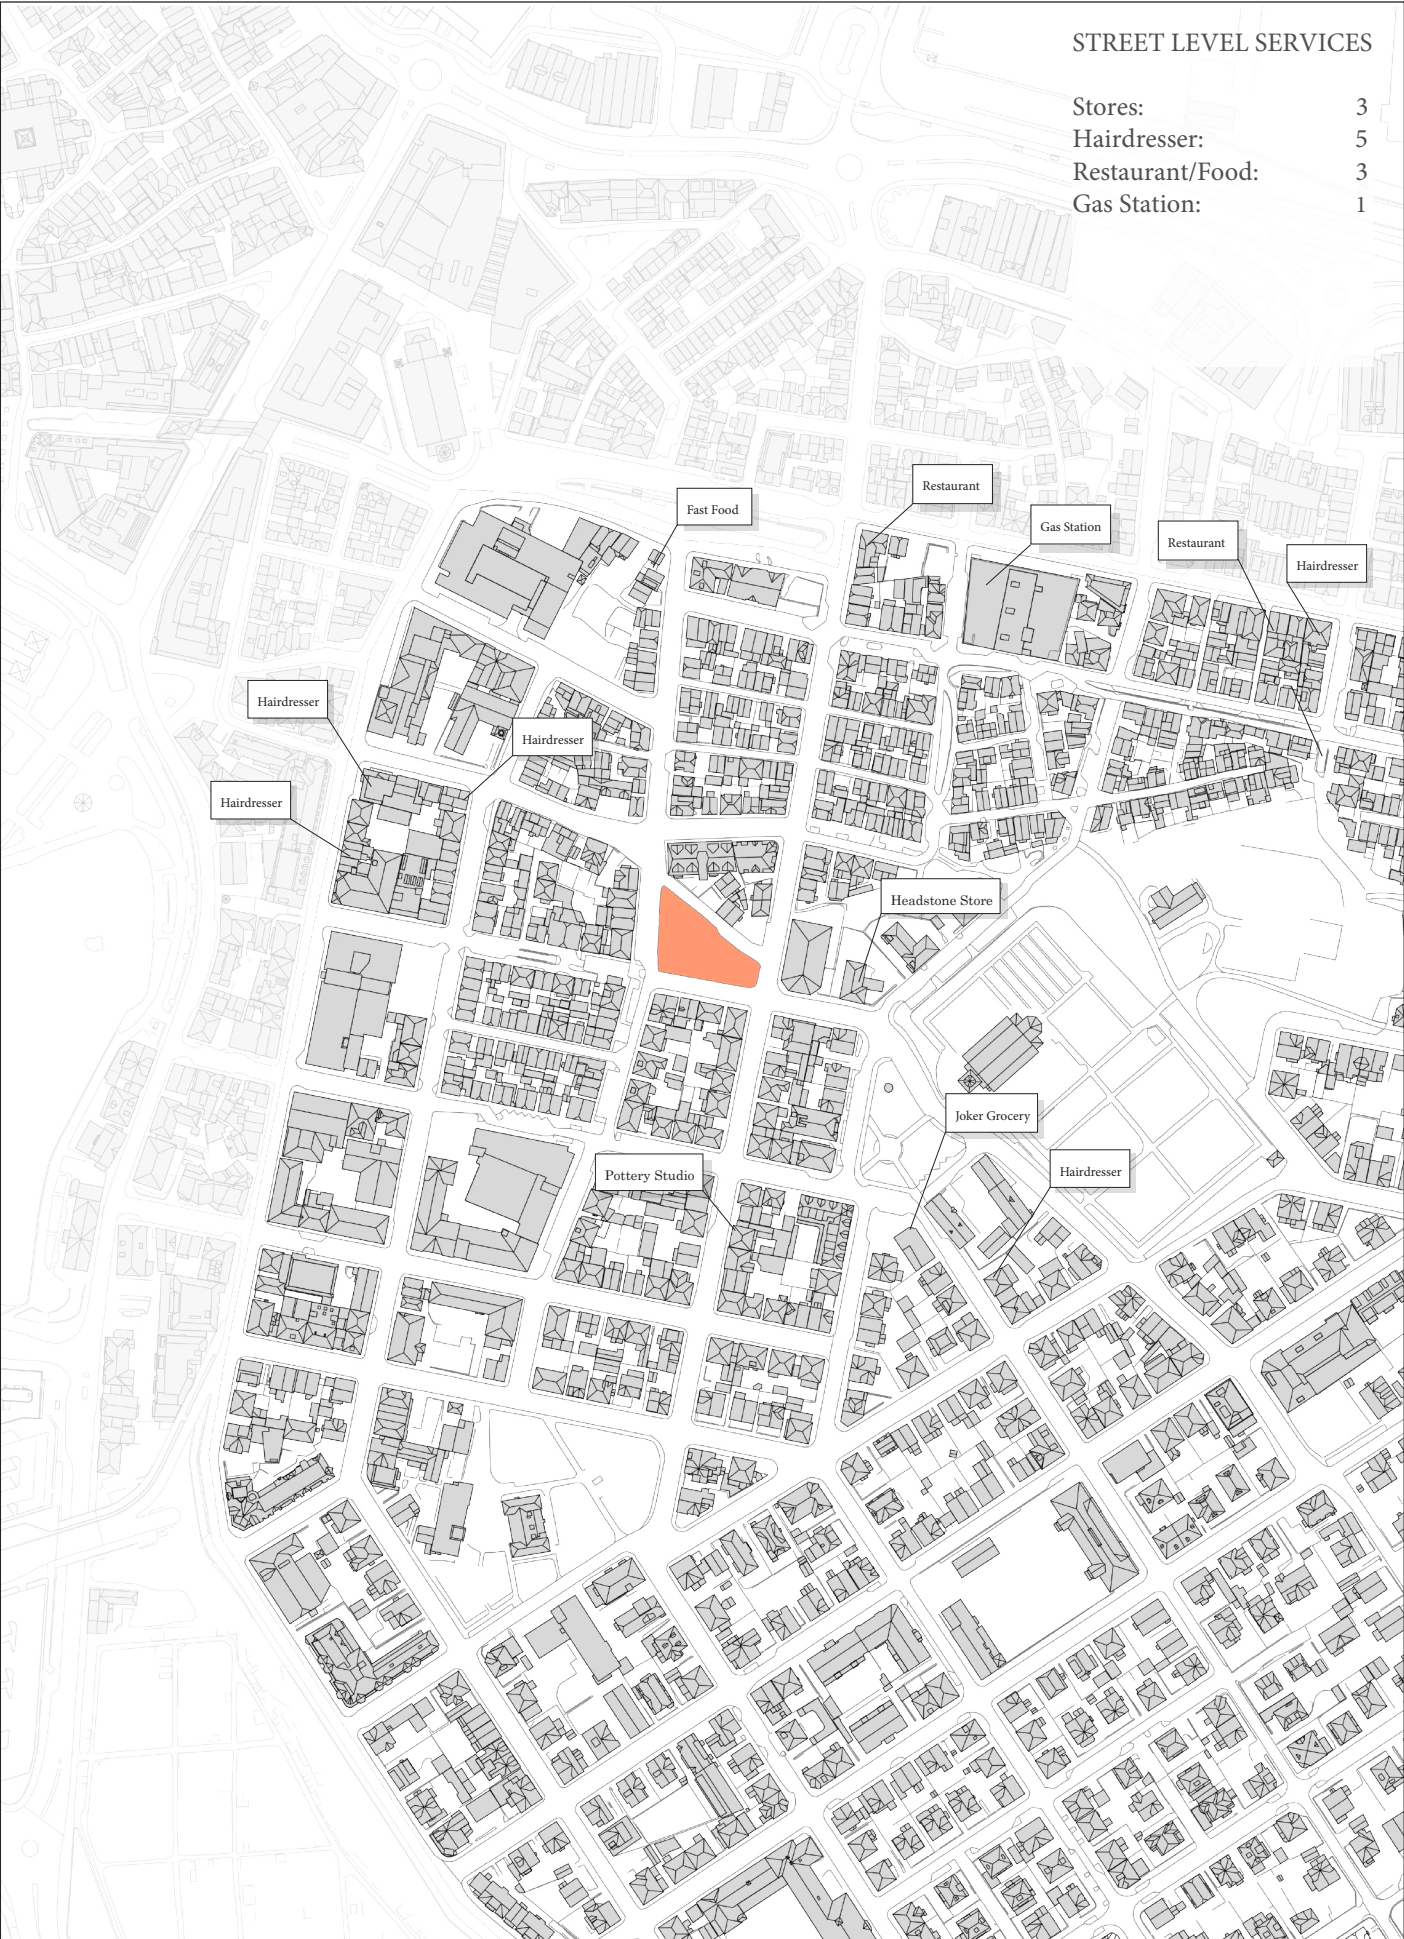 STREET LEVEL SERVICES
Stores: 3
Hairdresser: 5
Restaurant/Food: 3
Gas Station: 1
Restaurant
Fast Food
Gas Station
Restaurant
Hairdresser
Hairdresser
Hairdresser
Hairdresser
Headstone Store
Joker Grocery
Pottery Studio
Hairdresser